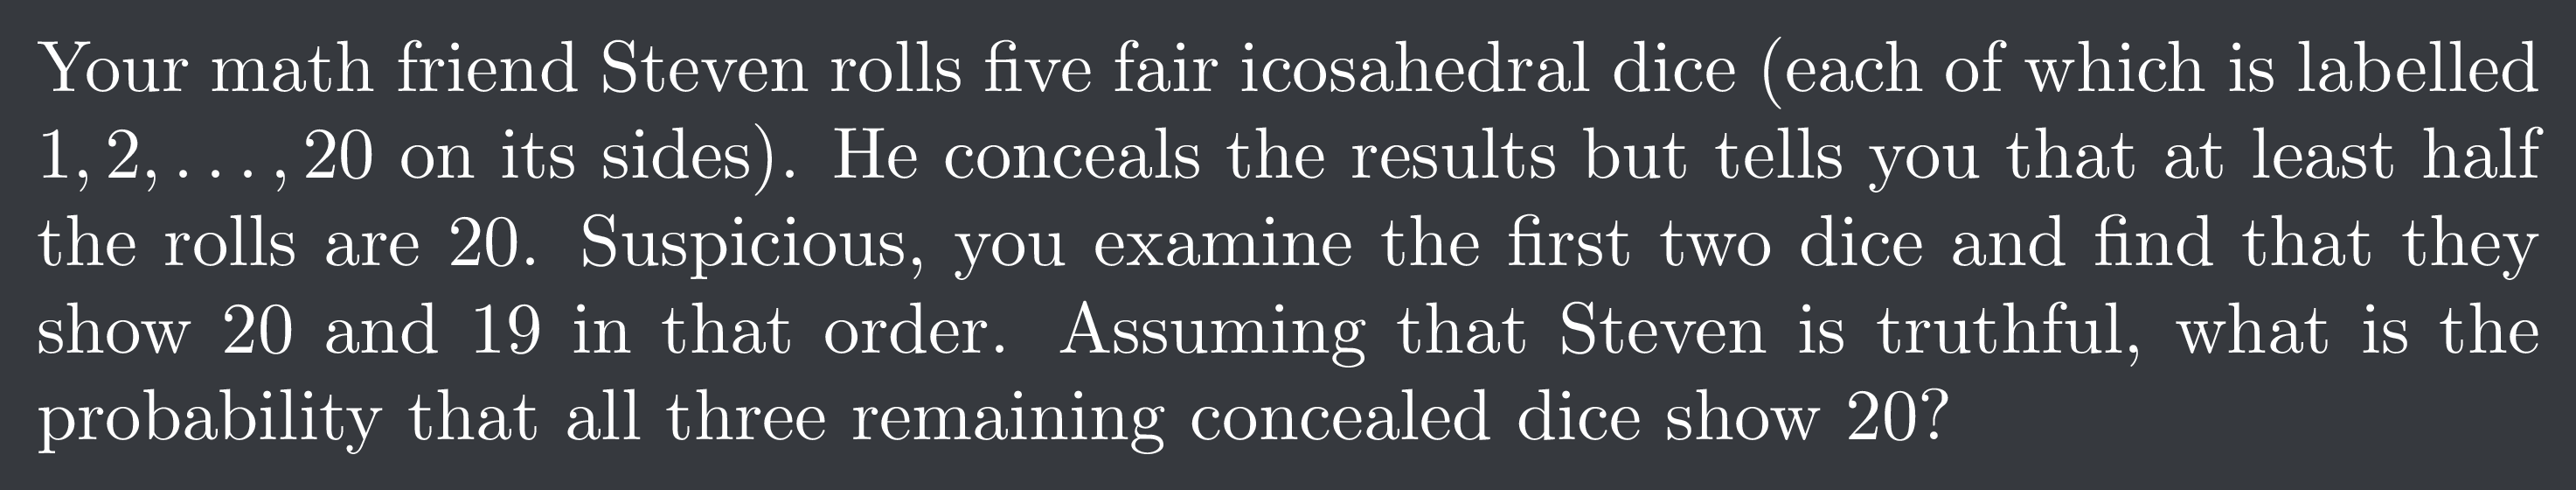 Your math friend Steven rolls five fair icosahedral dice (each of which is labelled
1, 2, . . . , 20 on its sides). He conceals the results but tells you that at least half
the rolls are 20. Suspicious, you examine the first two dice and find that they
show 20 and 19 in that order. Assuming that Steven is truthful, what is the
probability that all three remaining concealed dice show 20?